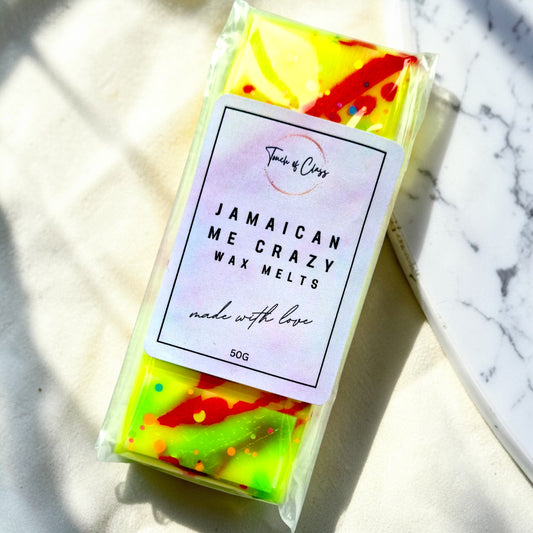 Touch of Class
JAMAICAN
ME CRAZY
WAX MELTS
made with love
50G